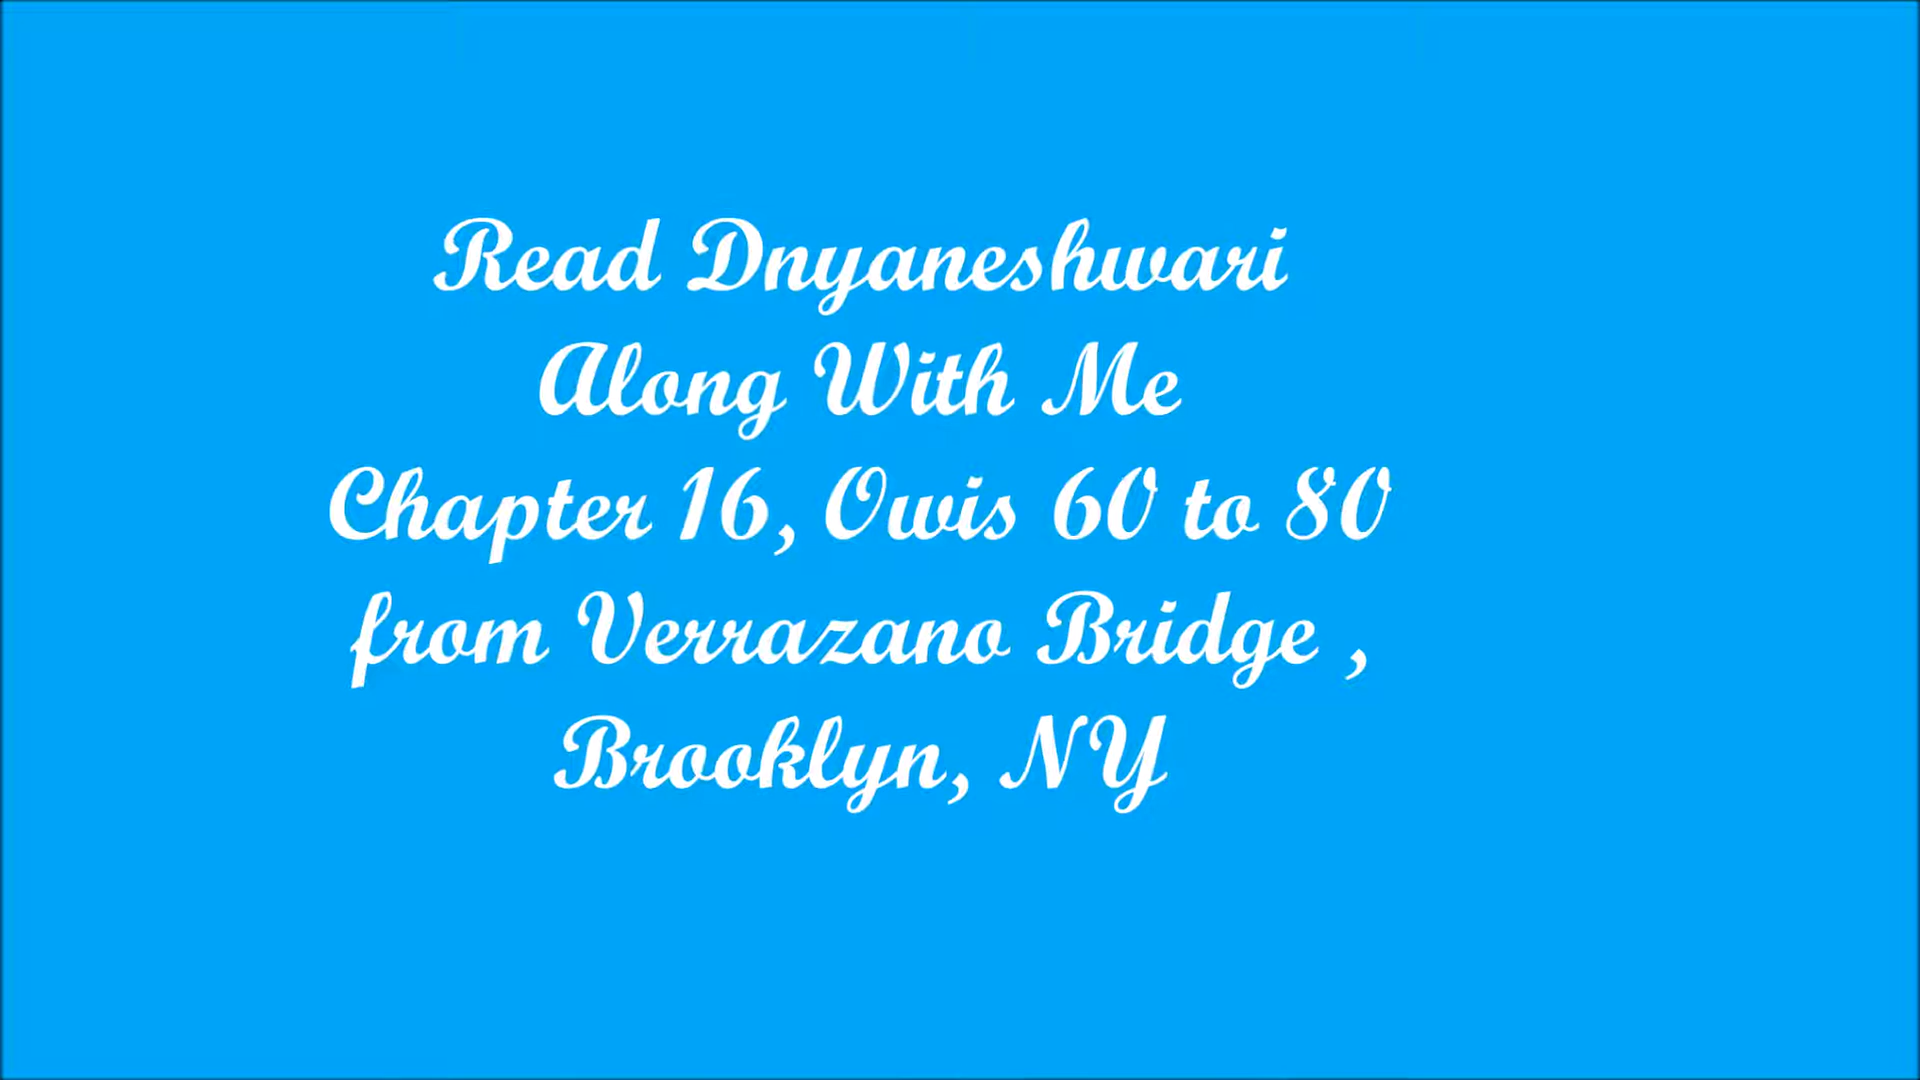 Read Dnyaneshwari
Along With Me
Chapter 16, Owis 60 to 80
from Verrazano Bridge ,
Brooklyn, NY